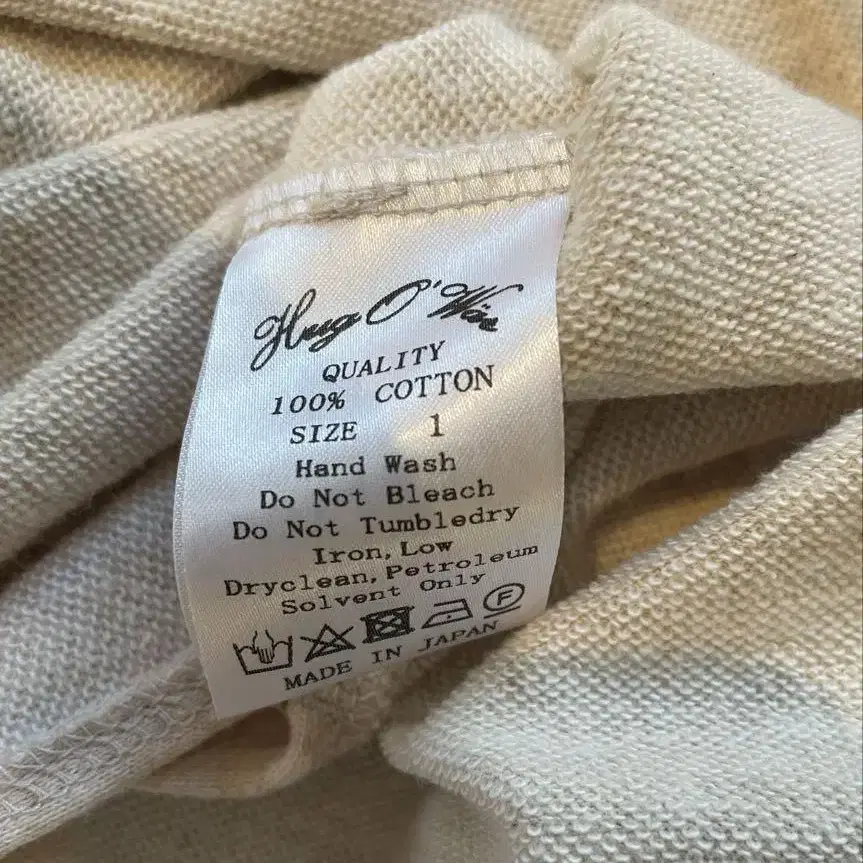 Hug O'Wär
QUALITY
100% COTTON
SIZE 1
Hand Wash
Do Not Bleach
Do Not Tumbledry
Iron, Low
Dryclean, Petroleum
Solvent Only
F
MADE IN JAPAN